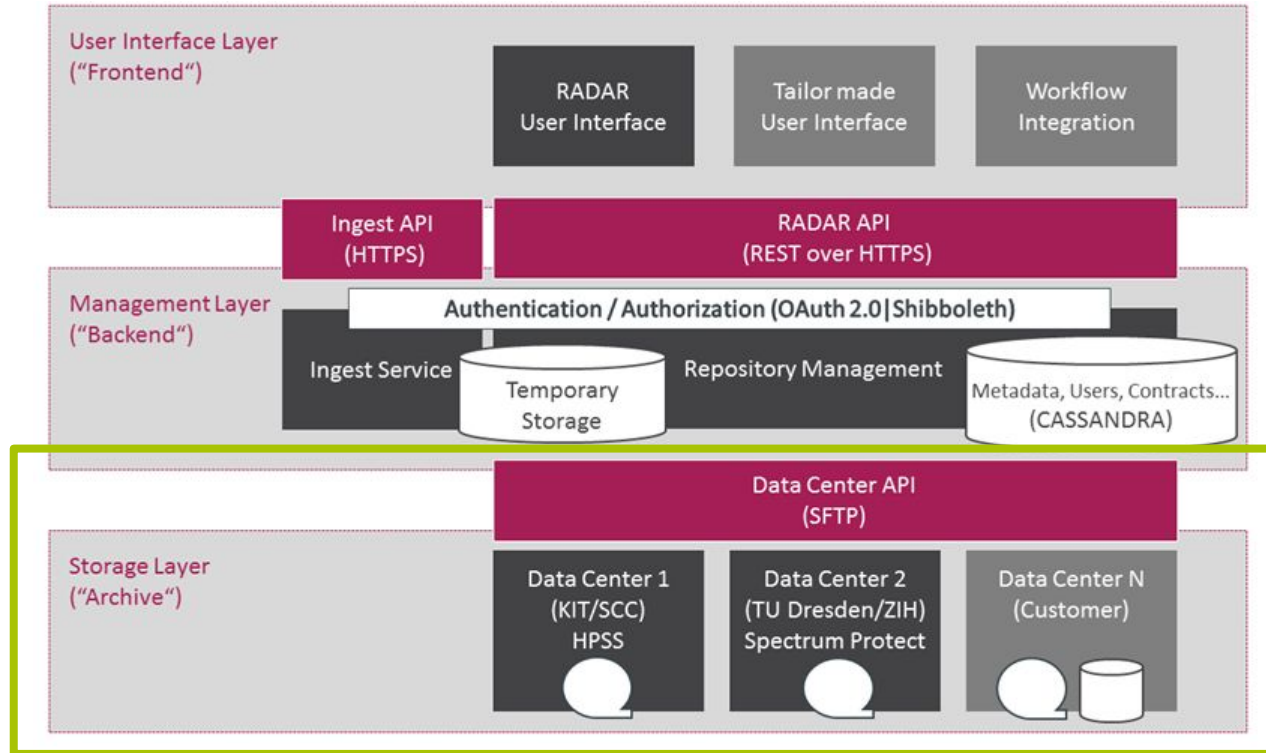 User Interface Layer
(“Frontend“)
RADAR
User Interface
Tailor made
User Interface
Workflow
Integration
Ingest API
(HTTPS)
RADAR API
(REST over HTTPS)
Management Layer
(“Backend“)
Authentication / Authorization (OAuth 2.0|Shibboleth)
Ingest Service
Temporary
Storage
Repository Management
Metadata, Users, Contracts...
(CASSANDRA)
Data Center API
(SFTP)
Storage Layer
(“Archive“)
Data Center 1
(KIT/SCC)
HPSS
Data Center 2
(TU Dresden/ZIH)
Spectrum Protect
Data Center N
(Customer)